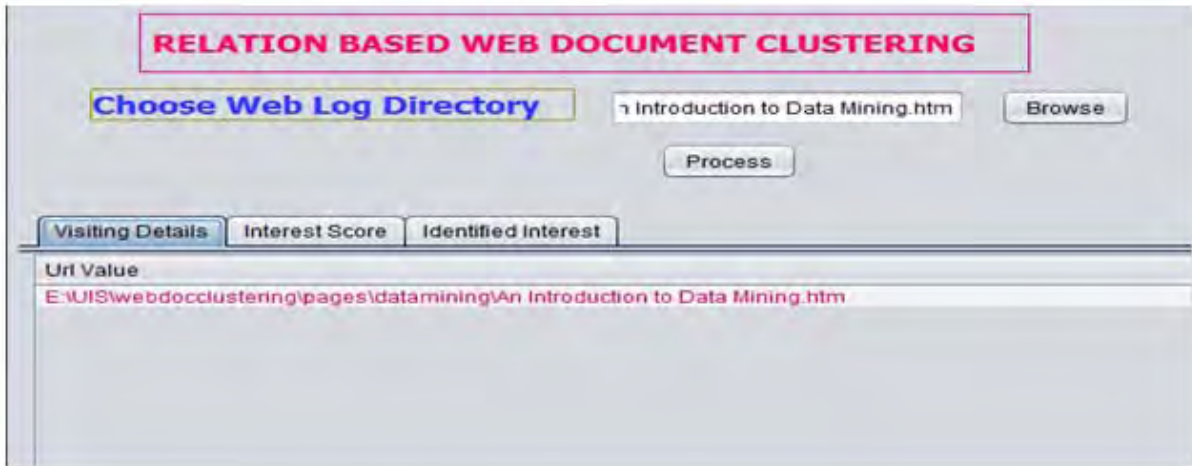 RELATION BASED WEB DOCUMENT CLUSTERING
Choose Web Log Directory
Introduction to Data Mining.htm
Browse
Process
Visiting Details
Interest Score
Identified Interest
Url Value
E:\UIS\webdocclustering\pages\datamining\An Introduction to Data Mining.htm